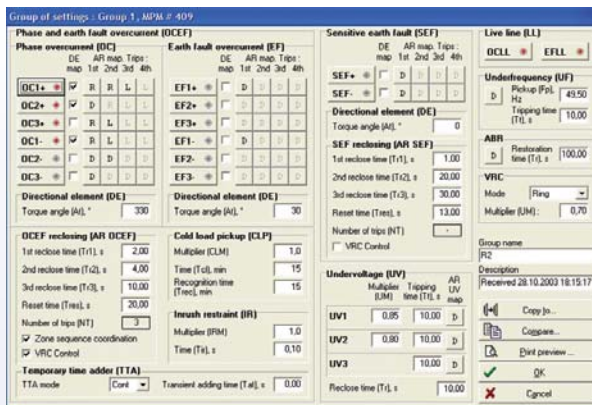 Group of settings : Group 1, MPM # 409
Phase and earth fault overcurrent (OCEF)
Phase overcurrent (OC)
DE map
AR map. Trips :
1st 2nd 3rd 4th
OC1+ R R L L
OC2+ D R L L
OC3+ R L L L
OC1- R L L L
OC2- D D D D
OC3- D D D D
Directional element (DE)
Torque angle (At), ° 330
Earth fault overcurrent (EF)
DE map
AR map. Trips :
1st 2nd 3rd 4th
EF1+ D D D D
EF2+ D D D D
EF3+ D D D D
EF1- D D D D
EF2- D D D D
EF3- D D D D
Directional element (DE)
Torque angle (At), ° 30
OCEF reclosing (AR OCEF)
1st reclose time (Tr1), s 2,00
2nd reclose time (Tr2), s 4,00
3rd reclose time (Tr3), s 10,00
Reset time (Tres), s 20,00
Number of trips (NT) 3
Zone sequence coordination
VRC Control
Cold load pickup (CLP)
Multiplier (CLM) 1,0
Time (Tcl), min 15
Recognition time (Trec), min 15
Inrush restraint (IR)
Multiplier (IRM) 1,0
Time (Tir), s 0,10
Temporary time adder (TTA)
TTA mode Cont
Transient adding time (Tat), s 0,00
Sensitive earth fault (SEF)
DE map
AR map. Trips :
1st 2nd 3rd 4th
SEF+ D D D D
SEF- D D D D
Directional element (DE)
Torque angle (At), ° 0
SEF reclosing (AR SEF)
1st reclose time (Tr1), s 1,00
2nd reclose time (Tr2), s 20,00
3rd reclose time (Tr3), s 30,00
Reset time (Tres), s 13,00
Number of trips (NT) -
VRC Control
Undervoltage (UV)
Multiplier (UM)
Tripping time (Tt), s
AR UV map
UV1 0,85 10,00 D
UV2 0,80 10,00 D
UV3 10,00 D
Reclose time (Tr), s 10,00
Live line (LL)
OCLL EFLL
Underfrequency (UF)
D Pickup (Fp), Hz 49,50
Tripping time (Tt), s 10,00
ABR
D Restoration time (Tr), s 100,00
VRC
Mode Ring
Multiplier (UM) : 0,70
Group name
R2
Description
Received 28.10.2003 18:15:17
Copy to...
Compare...
Print preview ...
OK
Cancel